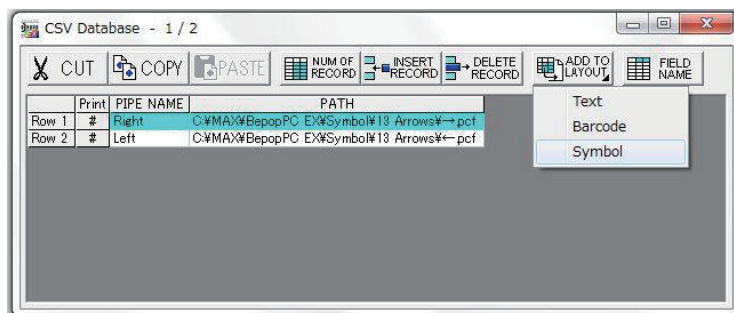 CSV Database - 1 / 2
CUT COPY PASTE NUM OF RECORD INSERT RECORD DELETE RECORD ADD TO LAYOUT FIELD NAME
Print PIPE NAME PATH
Row 1 # Right C:¥MAX¥BepopPC EX¥Symbol¥13 Arrows¥→.pcf
Row 2 # Left C:¥MAX¥BepopPC EX¥Symbol¥13 Arrows¥←.pcf
Text
Barcode
Symbol